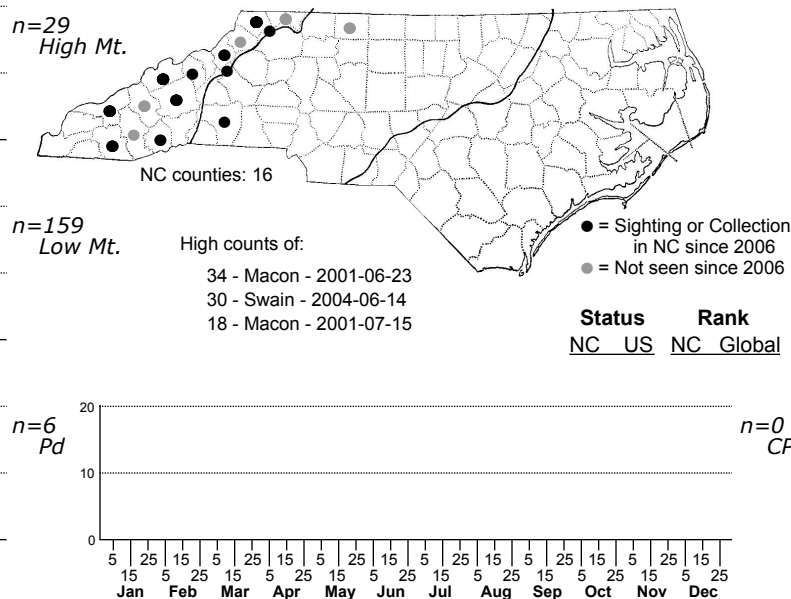 n=29
High Mt.
NC counties: 16
● = Sighting or Collection
in NC since 2006
● = Not seen since 2006
n=159
Low Mt.
High counts of:
34 - Macon - 2001-06-23
30 - Swain - 2004-06-14
18 - Macon - 2001-07-15
Status Rank
NC US NC Global
n=6
Pd
20
10
0
n=0
CP
5 25 15 5 25 15 5 25 15 5 25 15 5 25 15 5 25 15
15 5 25 15 5 25 15 5 25 15 5 25 15 5 25 15 5 25
Jan Feb Mar Apr May Jun Jul Aug Sep Oct Nov Dec